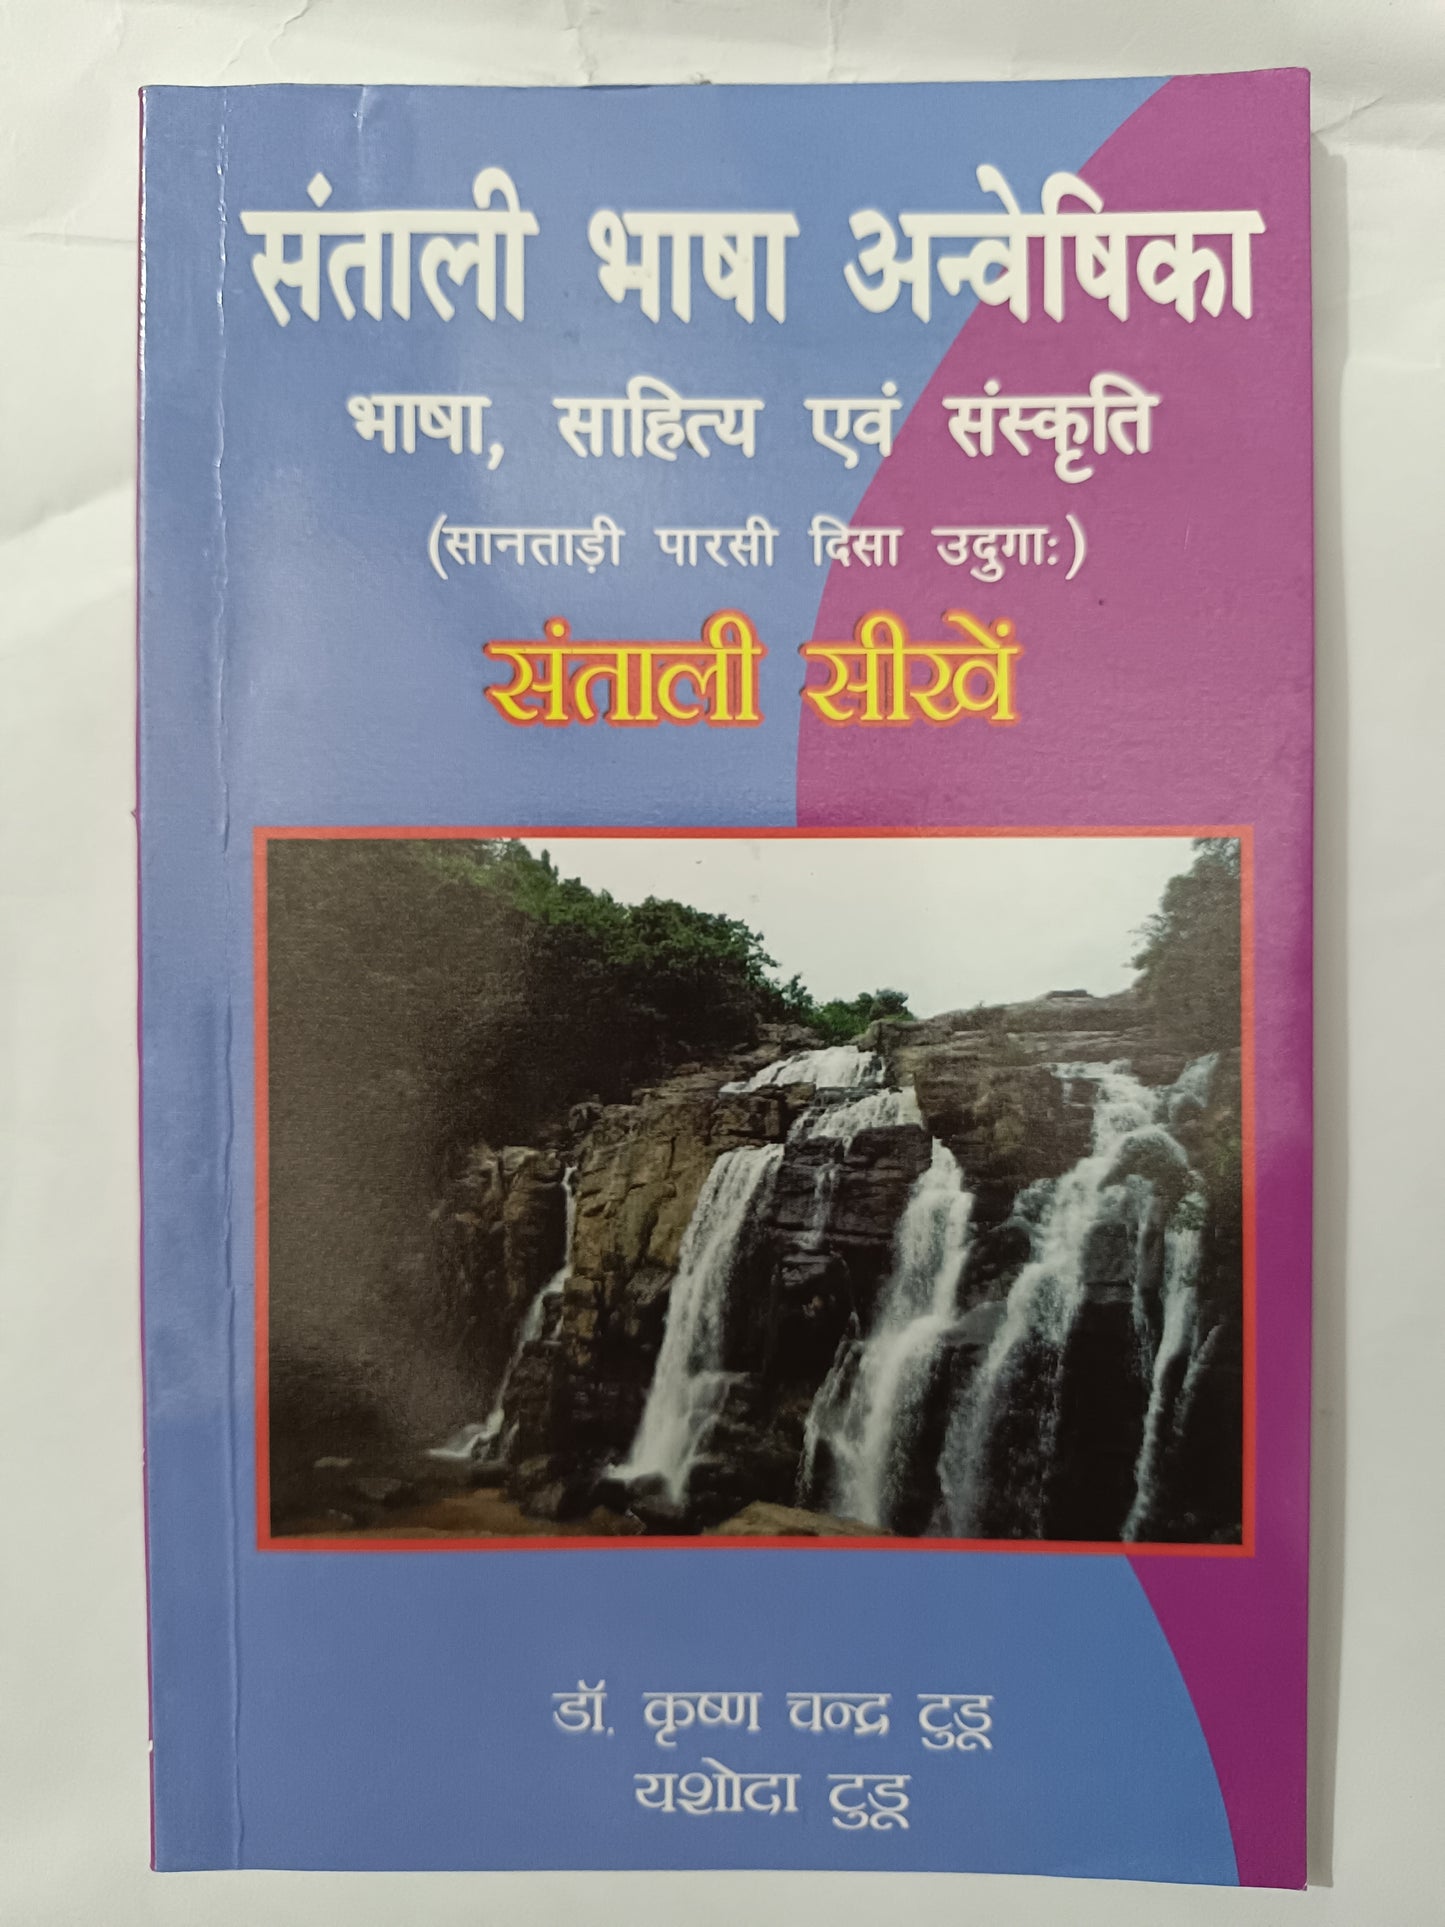 संताली भाषा अन्वेषिका
भाषा, साहित्य एवं संस्कृति
(सानताड़ी पारसी दिसा उदुगाः)
संताली सीखें
डॉ. कृष्ण चन्द्र टुडू
यशोदा टुडू